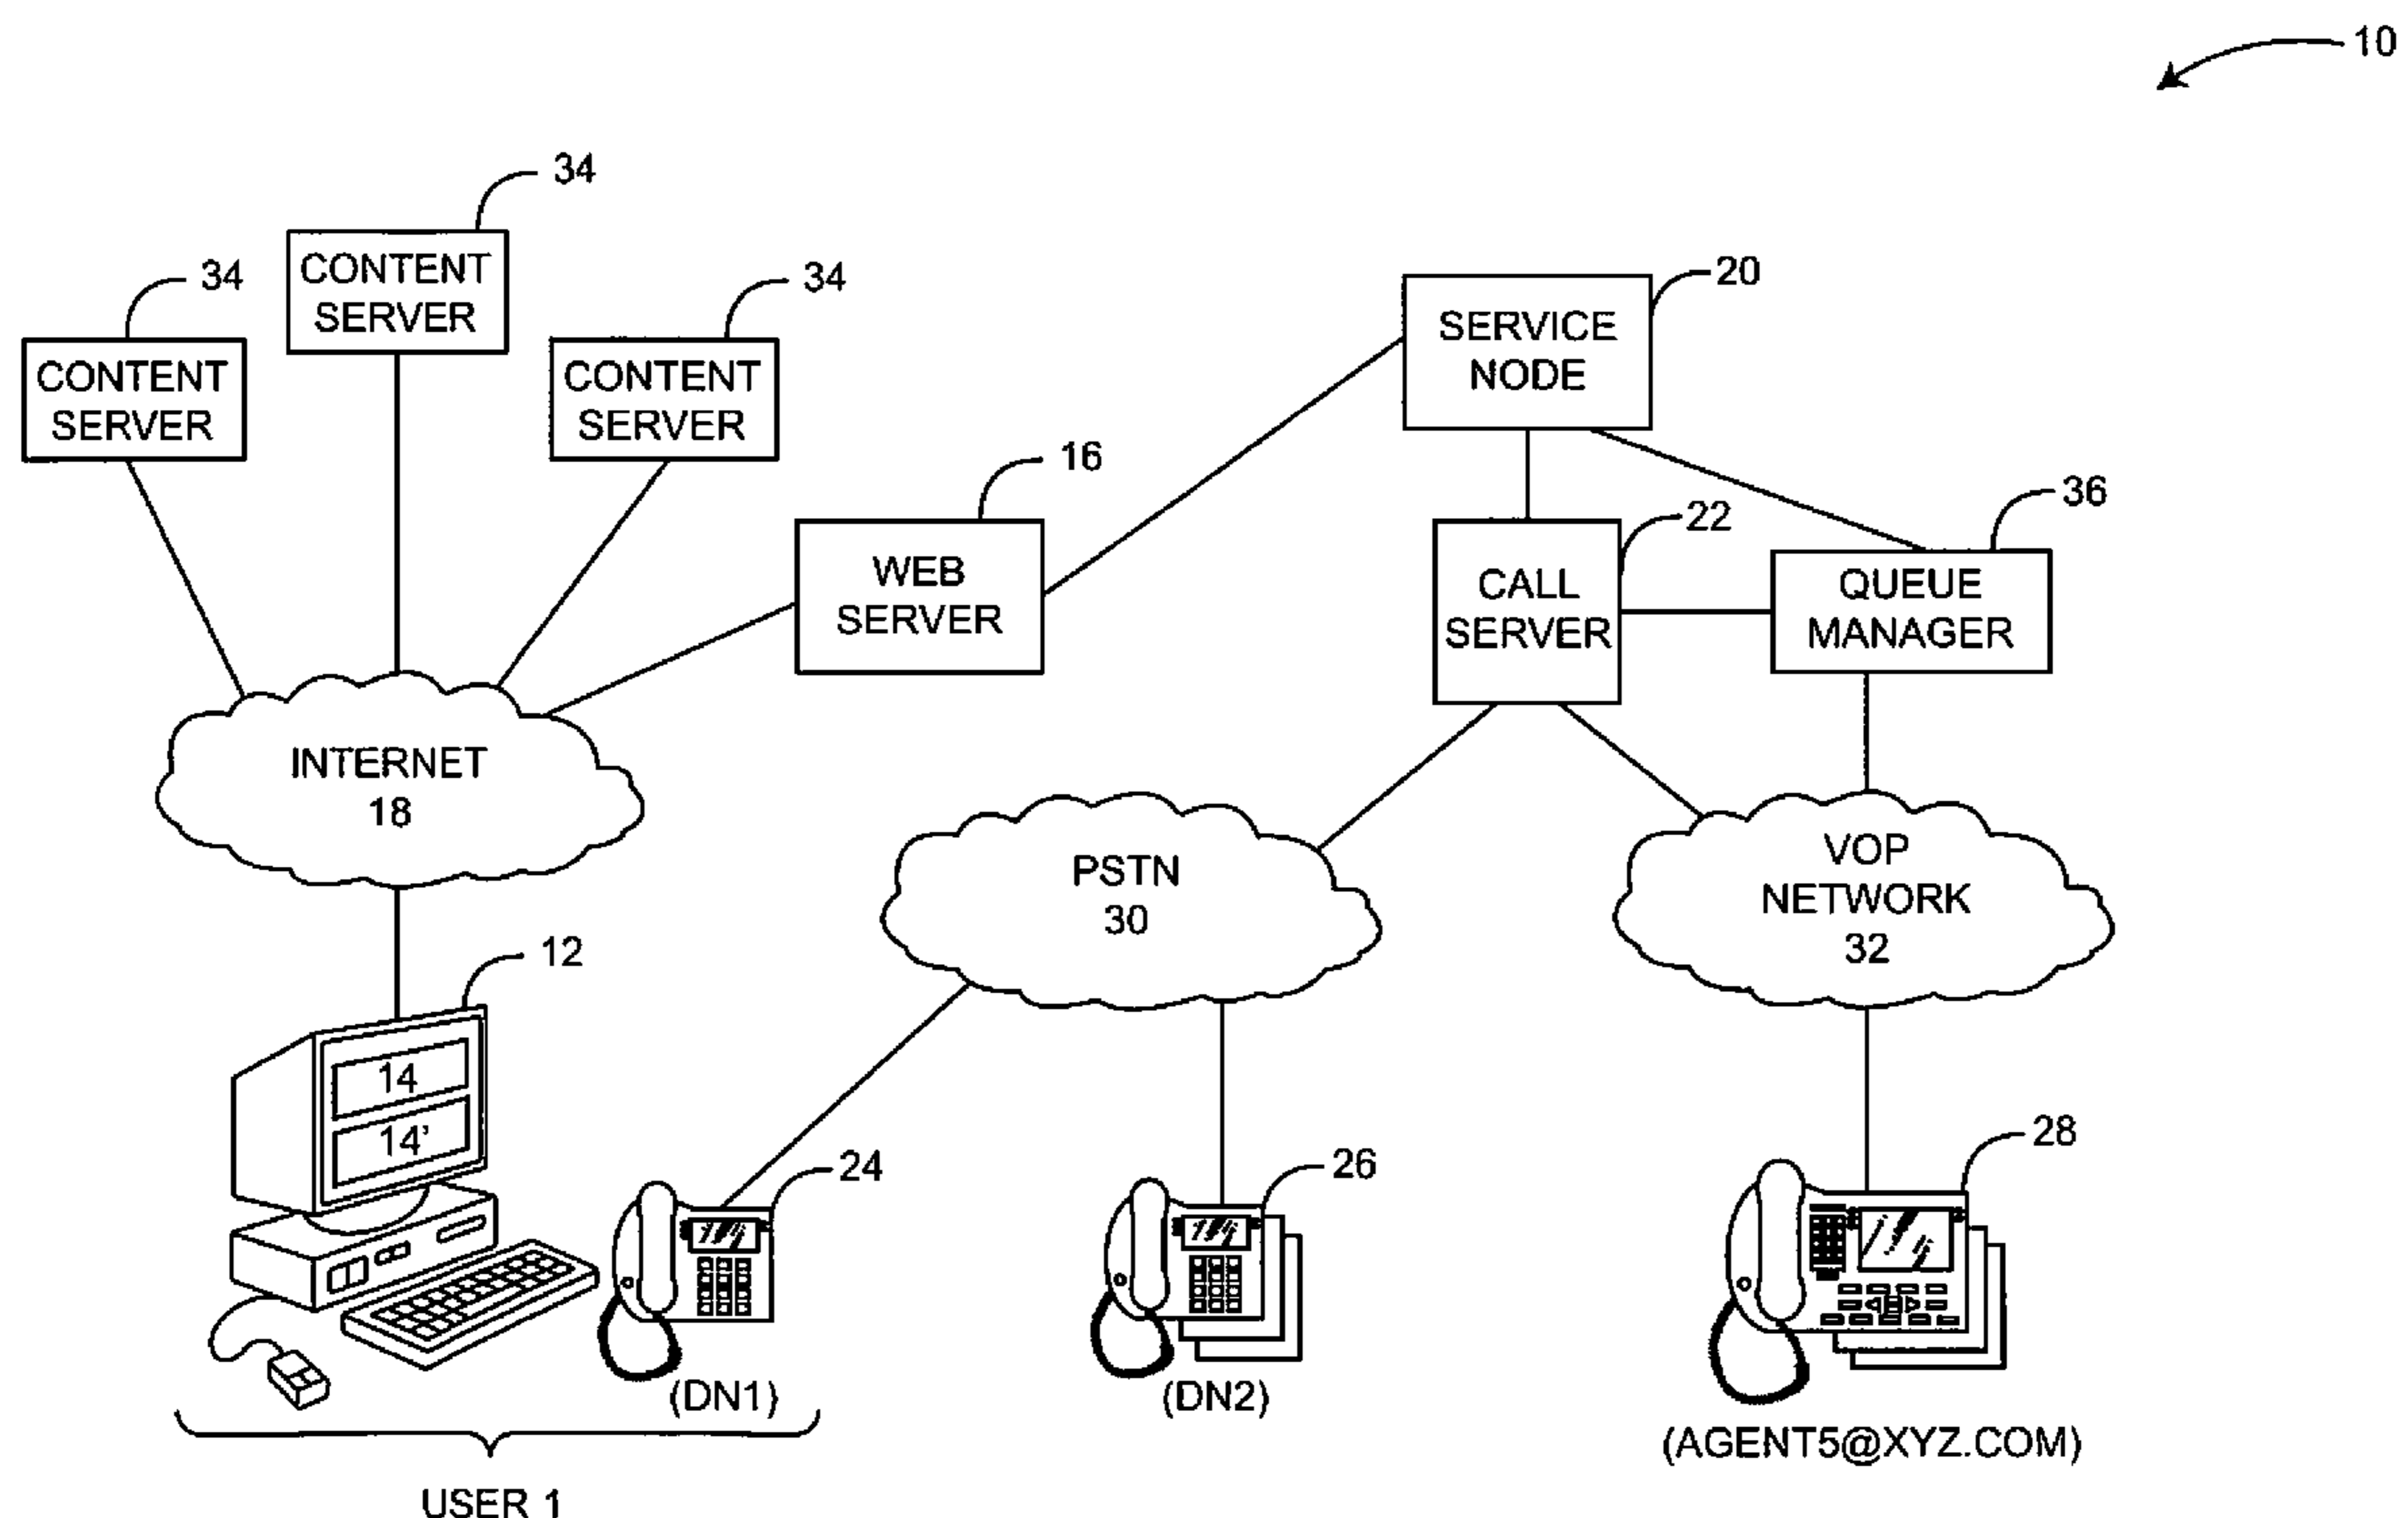 10
34
CONTENT
SERVER
34
CONTENT
SERVER
34
CONTENT
SERVER
20
SERVICE
NODE
16
WEB
SERVER
22
CALL
SERVER
36
QUEUE
MANAGER
INTERNET
18
PSTN
30
VOP
NETWORK
32
12
14
14'
24
26
28
(DN1)
(DN2)
(AGENT5@XYZ.COM)
USER 1